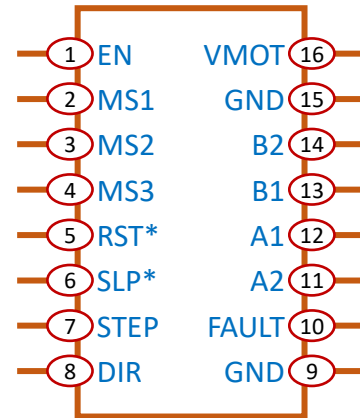 1 EN VMOT 16
2 MS1 GND 15
3 MS2 B2 14
4 MS3 B1 13
5 RST* A1 12
6 SLP* A2 11
7 STEP FAULT 10
8 DIR GND 9